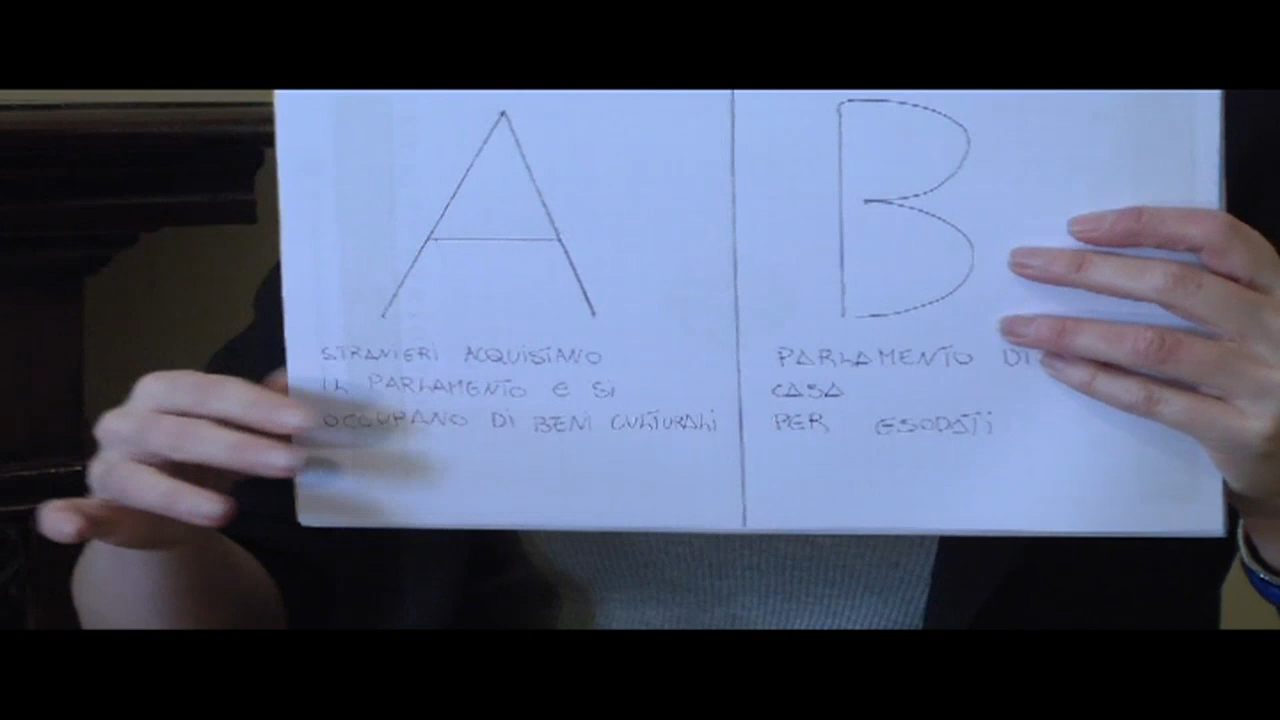 A
STRANIERI ACQUISTANO
IL PARLAMENTO E SI
OCCUPANO DI BENI CULTURALI
B
PARLAMENTO DI
CASA
PER ESODATI